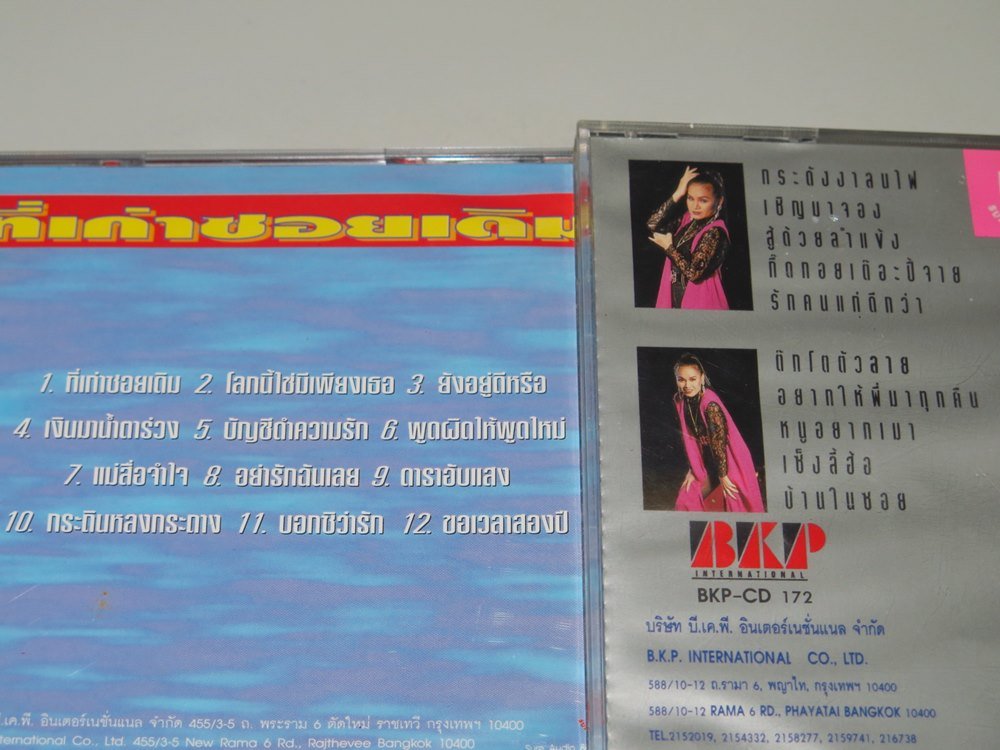 ที่เก่าซอยเดิม
1. ที่เก่าซอยเดิม 2. โลกนี้ใช่มีเพียงเธอ 3. ยังอยู่ดีหรือ
4. เงินมาน้ำตาร่วง 5. บัญชีดำความรัก 6. พูดผิดให้พูดใหม่
7. แม่สื่อจำใจ 8. อย่ารักฉันเลย 9. ดาราอับแสง
10. กระถินหลงกระถาง 11. บอกซิว่ารัก 12. ขอเวลาสองปี
บี.เค.พี. อินเตอร์เนชั่นแนล จำกัด 455/3-5 ถ. พระราม 6 ตัดใหม่ ราชเทวี กรุงเทพฯ 10400
International Co., Ltd. 455/3-5 New Rama 6 Rd., Rajthevee Bangkok 10400
กระดังงาลนไฟ
เชิญมาจอง
สู้ด้วยลำแข้ง
กึ๊ดทอยเต๊อะปี้จาย
รักคนแก่ดีกว่า
ต๊กโตตัวลาย
อยากให้พี่มาทุกคืน
หนูอยากเมา
เซ็งลี้ฮ้อ
บ้านในซอย
BKP
INTERNATIONAL
BKP-CD 172
บริษัท บี.เค.พี. อินเตอร์เนชั่นแนล จำกัด
B.K.P. INTERNATIONAL CO., LTD.
588/10-12 ถ.รามา 6, พญาไท, กรุงเทพฯ 10400
588/10-12 RAMA 6 RD., PHAYATAI BANGKOK 10400
TEL.2152019, 2154332, 2158277, 2159741, 216738